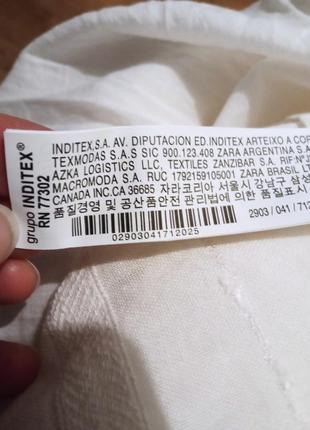 grupo INDITEX®
RN 77302
INDITEX,S.A. AV. DIPUTACION ED.INDITEX ARTEIXO A COR
TEXMODAS S.A.S SIC 900.123.408 ZARA ARGENTINA S.A
AZKA LOGISTICS LLC, TEXTILES ZANZIBAR S.A. RIF Nº J
MACROMODA S.A. RUC 1792159105001 ZARA BRASIL LT
CANADA INC.CA 36685 자라코리아 서울시 강남구 삼성
품질경영 및 공산품안전 관리법에 의한 품질표시
2903 / 041 / 712
02903041712025